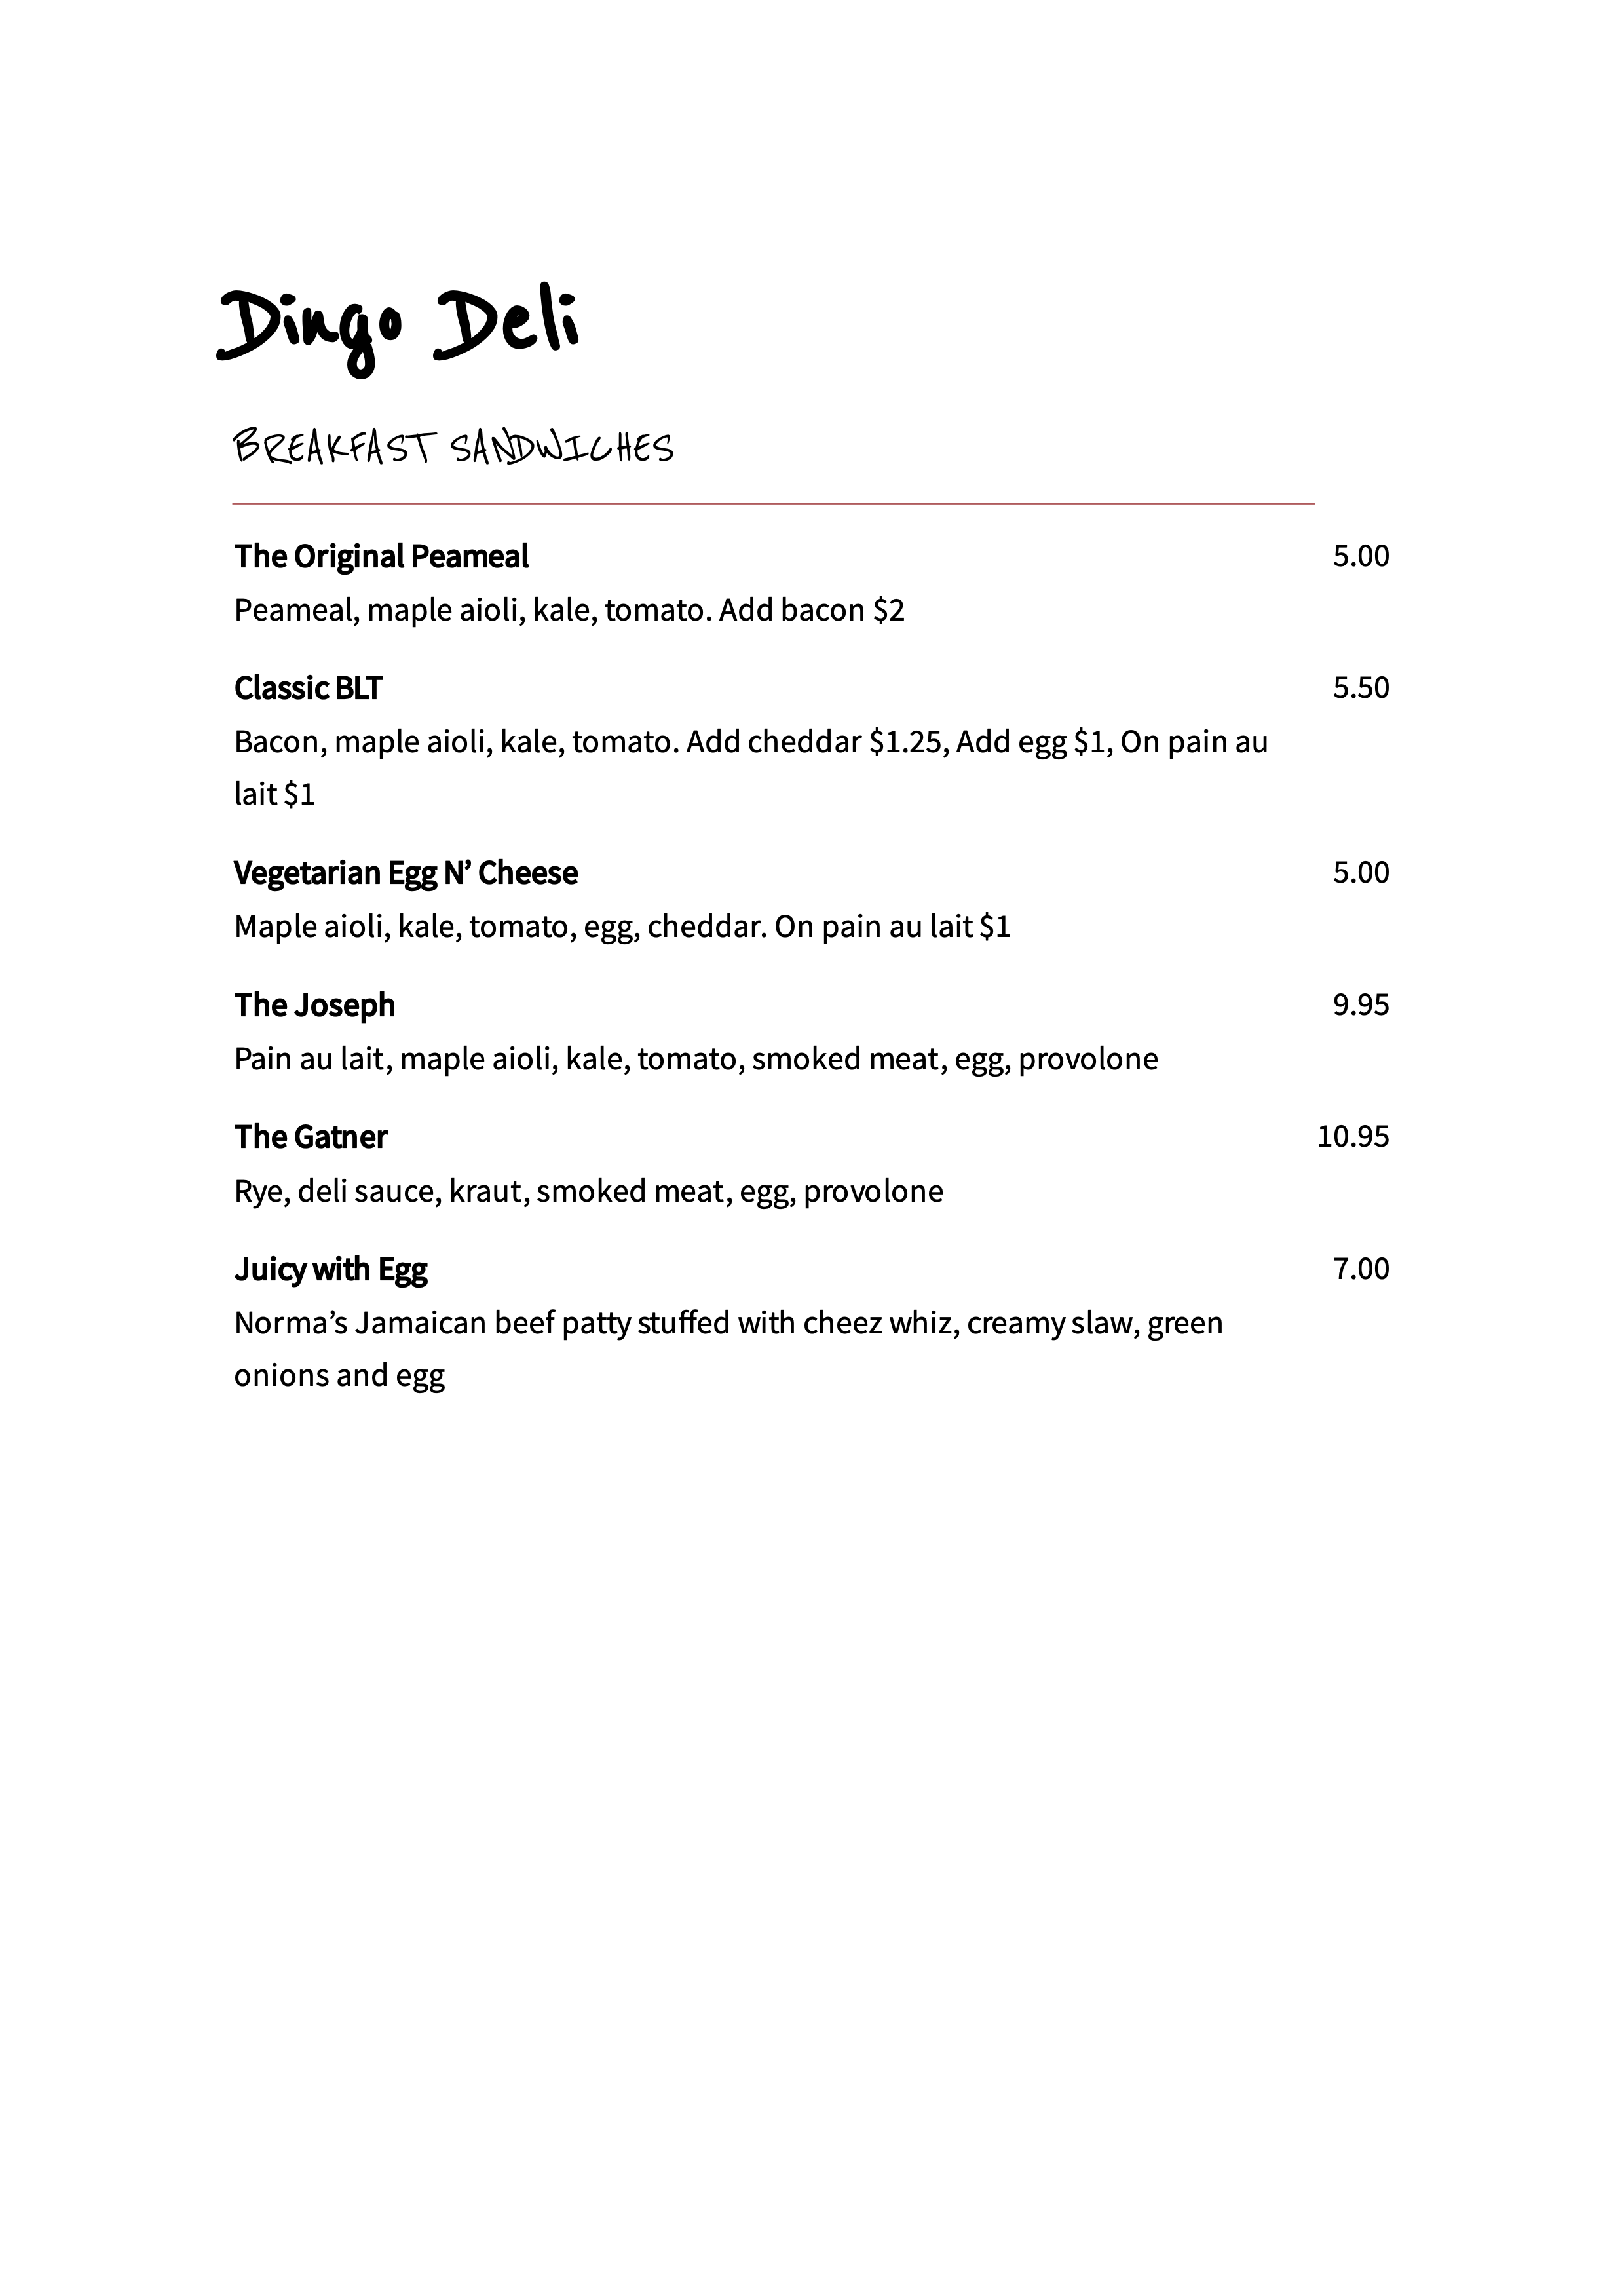 Dingo Deli
BREAKFAST SANDWICHES
The Original Peameal 5.00
Peameal, maple aioli, kale, tomato. Add bacon $2
Classic BLT 5.50
Bacon, maple aioli, kale, tomato. Add cheddar $1.25, Add egg $1, On pain au
lait $1
Vegetarian Egg N’ Cheese 5.00
Maple aioli, kale, tomato, egg, cheddar. On pain au lait $1
The Joseph 9.95
Pain au lait, maple aioli, kale, tomato, smoked meat, egg, provolone
The Gatner 10.95
Rye, deli sauce, kraut, smoked meat, egg, provolone
Juicy with Egg 7.00
Norma’s Jamaican beef patty stuffed with cheez whiz, creamy slaw, green
onions and egg